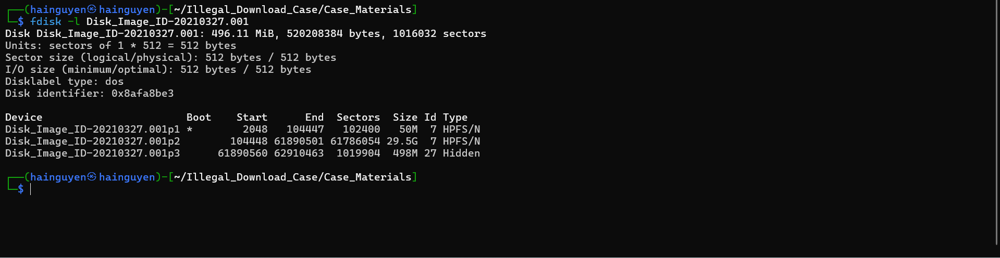 ┌──(hainguyen㉿hainguyen)-[~/Illegal_Download_Case/Case_Materials]
└─$ fdisk -l Disk_Image_ID-20210327.001
Disk Disk_Image_ID-20210327.001: 496.11 MiB, 520208384 bytes, 1016032 sectors
Units: sectors of 1 * 512 = 512 bytes
Sector size (logical/physical): 512 bytes / 512 bytes
I/O size (minimum/optimal): 512 bytes / 512 bytes
Disklabel type: dos
Disk identifier: 0x8afa8be3

Device                       Boot    Start      End  Sectors  Size Id Type
Disk_Image_ID-20210327.001p1 *        2048   104447   102400   50M  7 HPFS/N
Disk_Image_ID-20210327.001p2        104448 61890501 61786054 29.5G  7 HPFS/N
Disk_Image_ID-20210327.001p3      61890560 62910463  1019904  498M 27 Hidden

┌──(hainguyen㉿hainguyen)-[~/Illegal_Download_Case/Case_Materials]
└─$